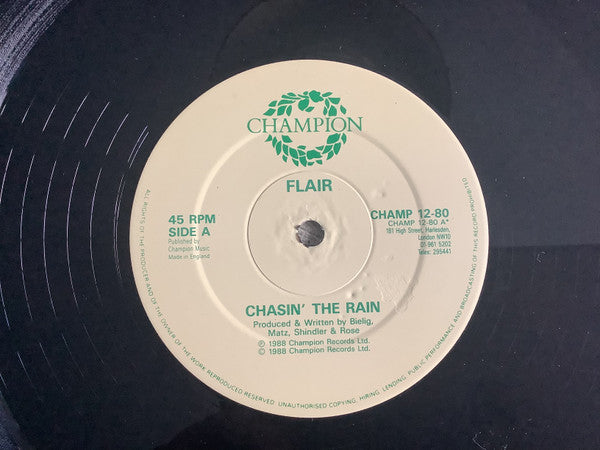 CHAMPION
FLAIR
45 RPM
SIDE A
Published by
Champion Music
Made in England
CHAMP 12-80
CHAMP 12-80 A*
181 High Street, Harlesden,
London NW10
01-961 5202
Telex: 295441
CHASIN' THE RAIN
Produced & Written by Bielig,
Matz, Shindler & Rose
℗ 1988 Champion Records Ltd.
© 1988 Champion Records Ltd.
ALL RIGHTS OF THE PRODUCER AND OF THE OWNER OF THE WORK REPRODUCED RESERVED. UNAUTHORISED COPYING, HIRING, LENDING, PUBLIC PERFORMANCE AND BROADCASTING OF THIS RECORD PROHIBITED